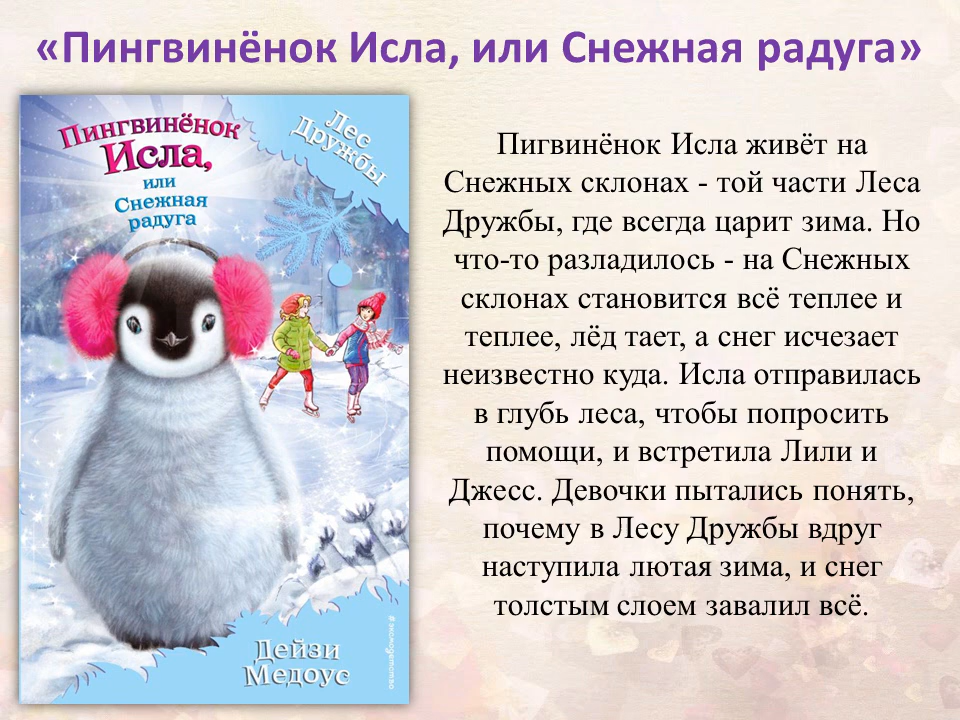 «Пингвинёнок Исла, или Снежная радуга»
Пингвинёнок
Исла,
или
Снежная
радуга
Лес
Дружбы
Дейзи
Медоус
#эксмодетство
Пигвинёнок Исла живёт на
Снежных склонах - той части Леса
Дружбы, где всегда царит зима. Но
что-то разладилось - на Снежных
склонах становится всё теплее и
теплее, лёд тает, а снег исчезает
неизвестно куда. Исла отправилась
в глубь леса, чтобы попросить
помощи, и встретила Лили и
Джесс. Девочки пытались понять,
почему в Лесу Дружбы вдруг
наступила лютая зима, и снег
толстым слоем завалил всё.